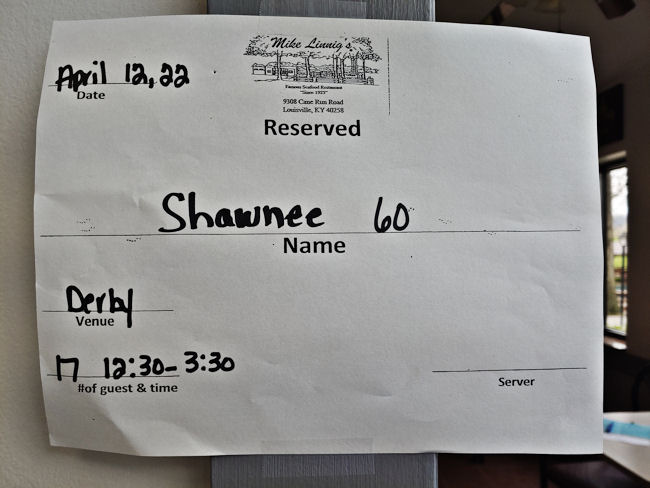 Mike Linnig's
Famous Seafood Restaurant
"Since 1925"
9308 Cane Run Road
Louisville, KY 40258
April 12, 22
Date
Reserved
Shawnee 60
Name
Derby
Venue
17 12:30-3:30
#of guest & time
Server